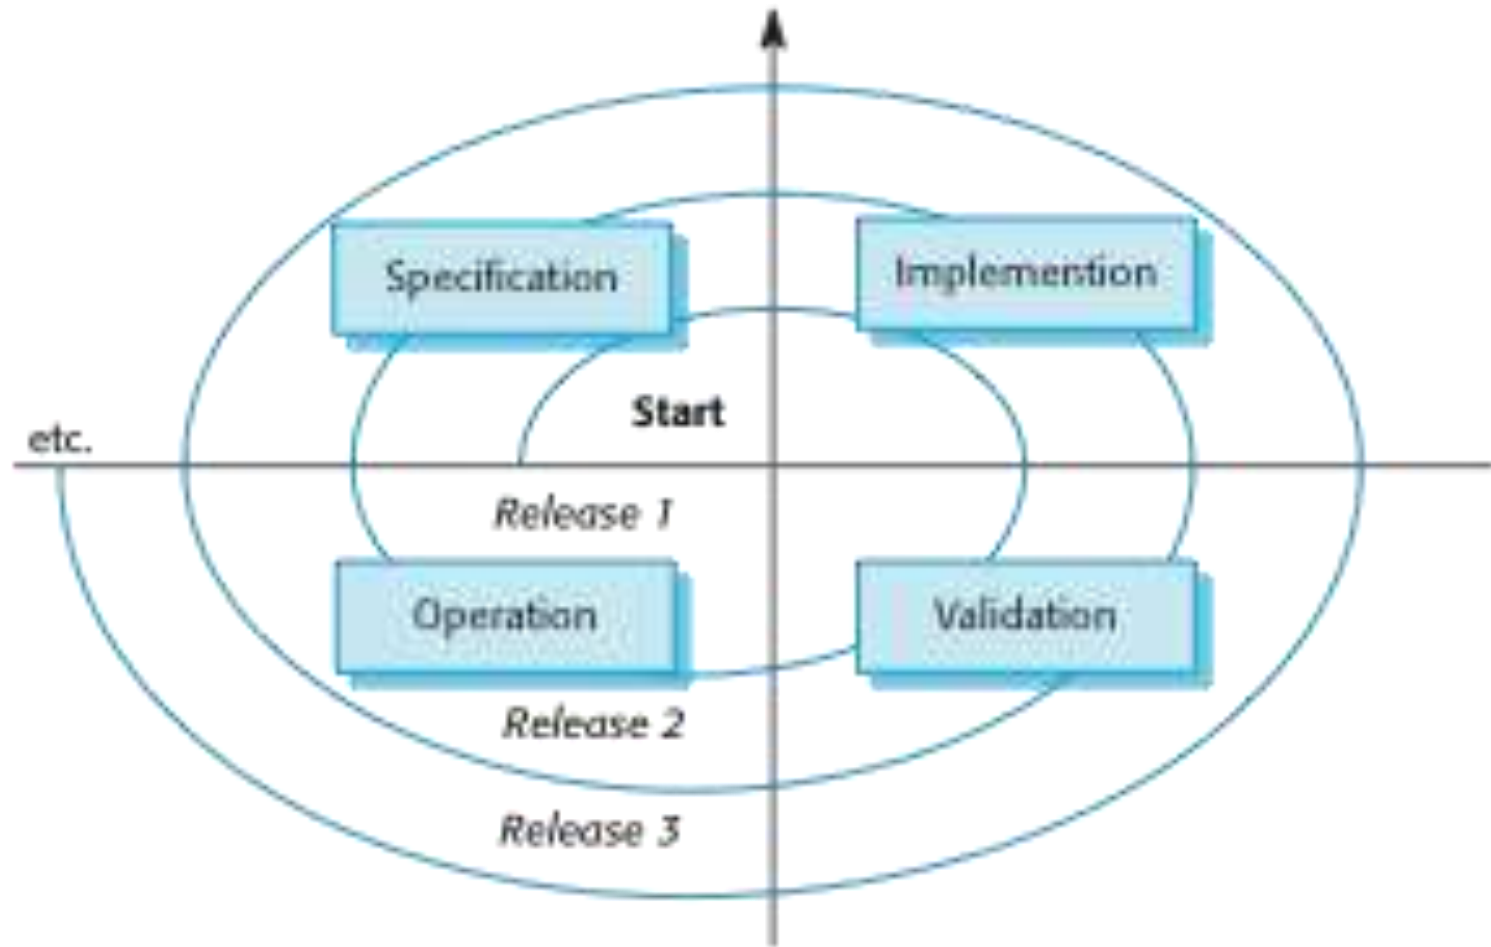 Specification
Implemention
Start
etc.
Release 1
Operation
Validation
Release 2
Release 3